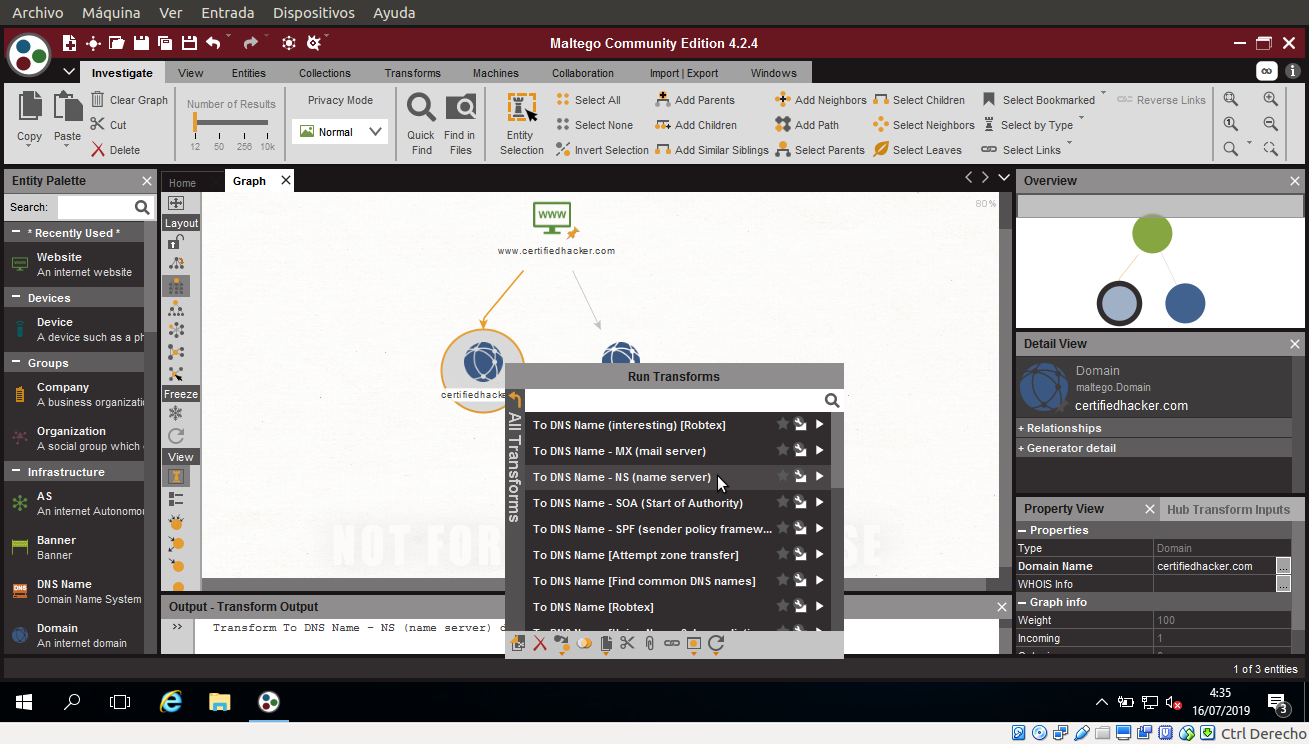 Archivo Máquina Ver Entrada Dispositivos Ayuda
Maltego Community Edition 4.2.4
Investigate View Entities Collections Transforms Machines Collaboration Import | Export Windows
Copy
Paste
Clear Graph
Cut
Delete
Number of Results
12 50 256 10k
Privacy Mode
Normal
Quick Find
Find in Files
Entity Selection
Select All
Select None
Invert Selection
Add Parents
Add Children
Add Similar Siblings
Add Neighbors
Add Path
Select Parents
Select Children
Select Neighbors
Select Leaves
Select Bookmarked
Select by Type
Select Links
Reverse Links
Entity Palette
Search:
* Recently Used *
Website
An internet website
Devices
Device
A device such as a ph
Groups
Company
A business organizati
Organization
A social group which
Infrastructure
AS
An internet Autonomo
Banner
Banner
DNS
DNS Name
Domain Name System
Domain
An internet domain
Home
Graph
Layout
Freeze
View
80%
WWW
www.certifiedhacker.com
certifiedhacke
NOT FOR
SE
Run Transforms
All Transforms
To DNS Name (interesting) [Robtex]
To DNS Name - MX (mail server)
To DNS Name - NS (name server)
To DNS Name - SOA (Start of Authority)
To DNS Name - SPF (sender policy framew...
To DNS Name [Attempt zone transfer]
To DNS Name [Find common DNS names]
To DNS Name [Robtex]
Output - Transform Output
>> Transform To DNS Name - NS (name server)
Overview
Detail View
Domain
maltego.Domain
certifiedhacker.com
+ Relationships
+ Generator detail
Property View
Hub Transform Inputs
Properties
Type Domain
Domain Name certifiedhacker.com ...
WHOIS Info ...
Graph info
Weight 100
Incoming 1
1 of 3 entities
4:35
16/07/2019
3
Ctrl Derecho